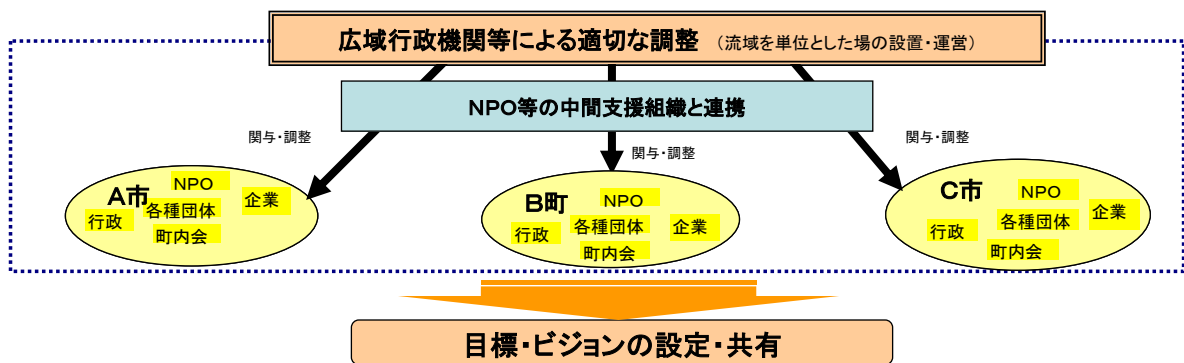 広域行政機関等による適切な調整 （流域を単位とした場の設置・運営）
NPO等の中間支援組織と連携
関与・調整
関与・調整
関与・調整
A市
NPO
企業
各種団体
行政
町内会
B町
NPO
企業
各種団体
行政
町内会
C市
NPO
企業
各種団体
行政
町内会
目標・ビジョンの設定・共有